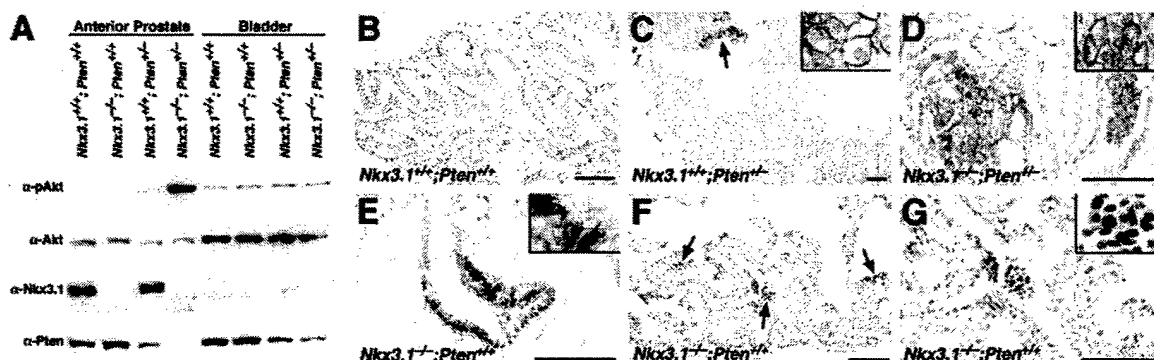 A
Anterior Prostate Bladder
Nkx3.1+/+; Pten+/+
Nkx3.1-/-; Pten+/+
Nkx3.1+/+; Pten+/-
Nkx3.1-/-; Pten+/-
Nkx3.1+/+; Pten+/+
Nkx3.1-/-; Pten+/+
Nkx3.1+/+; Pten+/-
Nkx3.1-/-; Pten+/-
α-pAkt
α-Akt
α-Nkx3.1
α-Pten
B
Nkx3.1+/+;Pten+/+
C
Nkx3.1+/+;Pten+/-
D
Nkx3.1-/-;Pten+/-
E
Nkx3.1-/-;Pten+/+
F
Nkx3.1-/-;Pten+/+
G
Nkx3.1-/-;Pten+/+